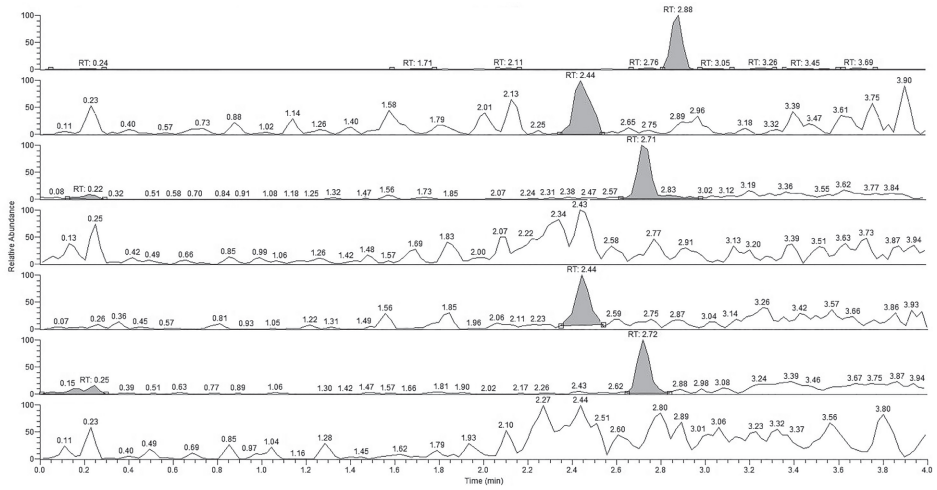 RT: 2.88
100
50
0
RT: 0.24 RT: 1.71 RT: 2.11 RT: 2.76 RT: 3.05 RT: 3.26 RT: 3.45 RT: 3.69
RT: 2.44
100
50
0
0.11 0.23 0.40 0.57 0.73 0.88 1.02 1.14 1.26 1.40 1.58 1.79 2.01 2.13 2.25 2.65 2.75 2.89 2.96 3.18 3.32 3.39 3.47 3.61 3.75 3.90
RT: 2.71
100
50
0
0.08 RT: 0.22 0.32 0.51 0.58 0.70 0.84 0.91 1.08 1.18 1.25 1.32 1.47 1.56 1.73 1.85 2.07 2.24 2.31 2.38 2.47 2.57 2.83 3.02 3.12 3.19 3.36 3.55 3.62 3.77 3.84
Relative Abundance
100
50
0
0.13 0.25 0.42 0.49 0.66 0.85 0.99 1.06 1.26 1.42 1.48 1.57 1.69 1.83 2.00 2.07 2.22 2.34 2.43 2.58 2.77 2.91 3.13 3.20 3.39 3.51 3.63 3.73 3.87 3.94
RT: 2.44
100
50
0
0.07 0.26 0.36 0.45 0.57 0.81 0.93 1.05 1.22 1.31 1.49 1.56 1.85 1.96 2.06 2.11 2.23 2.59 2.75 2.87 3.04 3.14 3.26 3.42 3.57 3.66 3.86 3.93
RT: 2.72
100
50
0
0.15 RT: 0.25 0.39 0.51 0.63 0.77 0.89 1.06 1.30 1.42 1.47 1.57 1.66 1.81 1.90 2.02 2.17 2.26 2.43 2.62 2.88 2.98 3.08 3.24 3.39 3.46 3.67 3.75 3.87 3.94
100
50
0
0.11 0.23 0.40 0.49 0.69 0.85 0.97 1.04 1.16 1.28 1.45 1.62 1.79 1.93 2.10 2.27 2.44 2.51 2.60 2.80 2.89 3.01 3.06 3.23 3.32 3.37 3.56 3.80
0.0 0.2 0.4 0.6 0.8 1.0 1.2 1.4 1.6 1.8 2.0 2.2 2.4 2.6 2.8 3.0 3.2 3.4 3.6 3.8 4.0
Time (min)